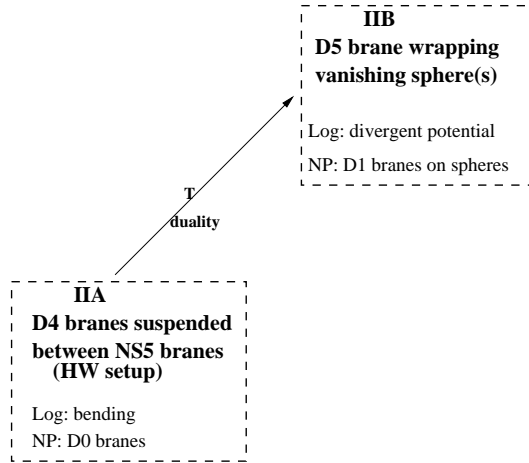 IIB
D5 brane wrapping
vanishing sphere(s)
Log: divergent potential
NP: D1 branes on spheres
T
duality
IIA
D4 branes suspended
between NS5 branes
(HW setup)
Log: bending
NP: D0 branes